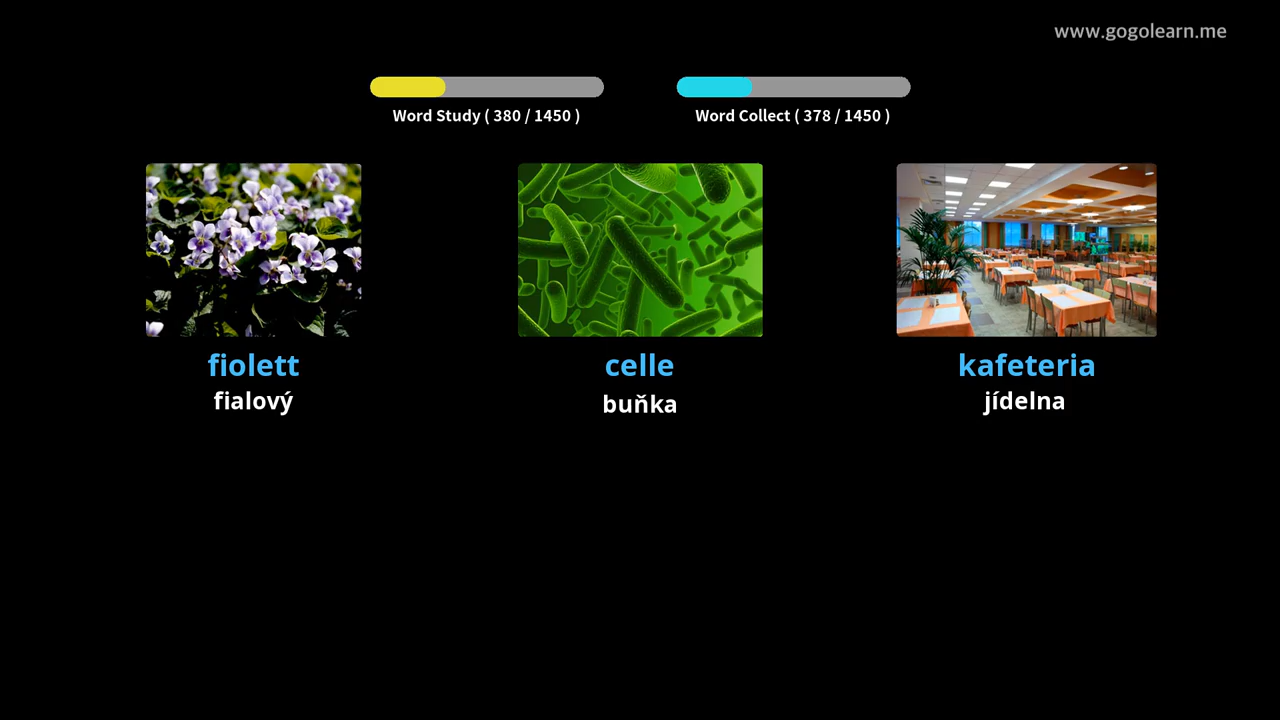 www.gogolearn.me
Word Study ( 380 / 1450 )
Word Collect ( 378 / 1450 )
fiolett
celle
kafeteria
fialový
buňka
jídelna